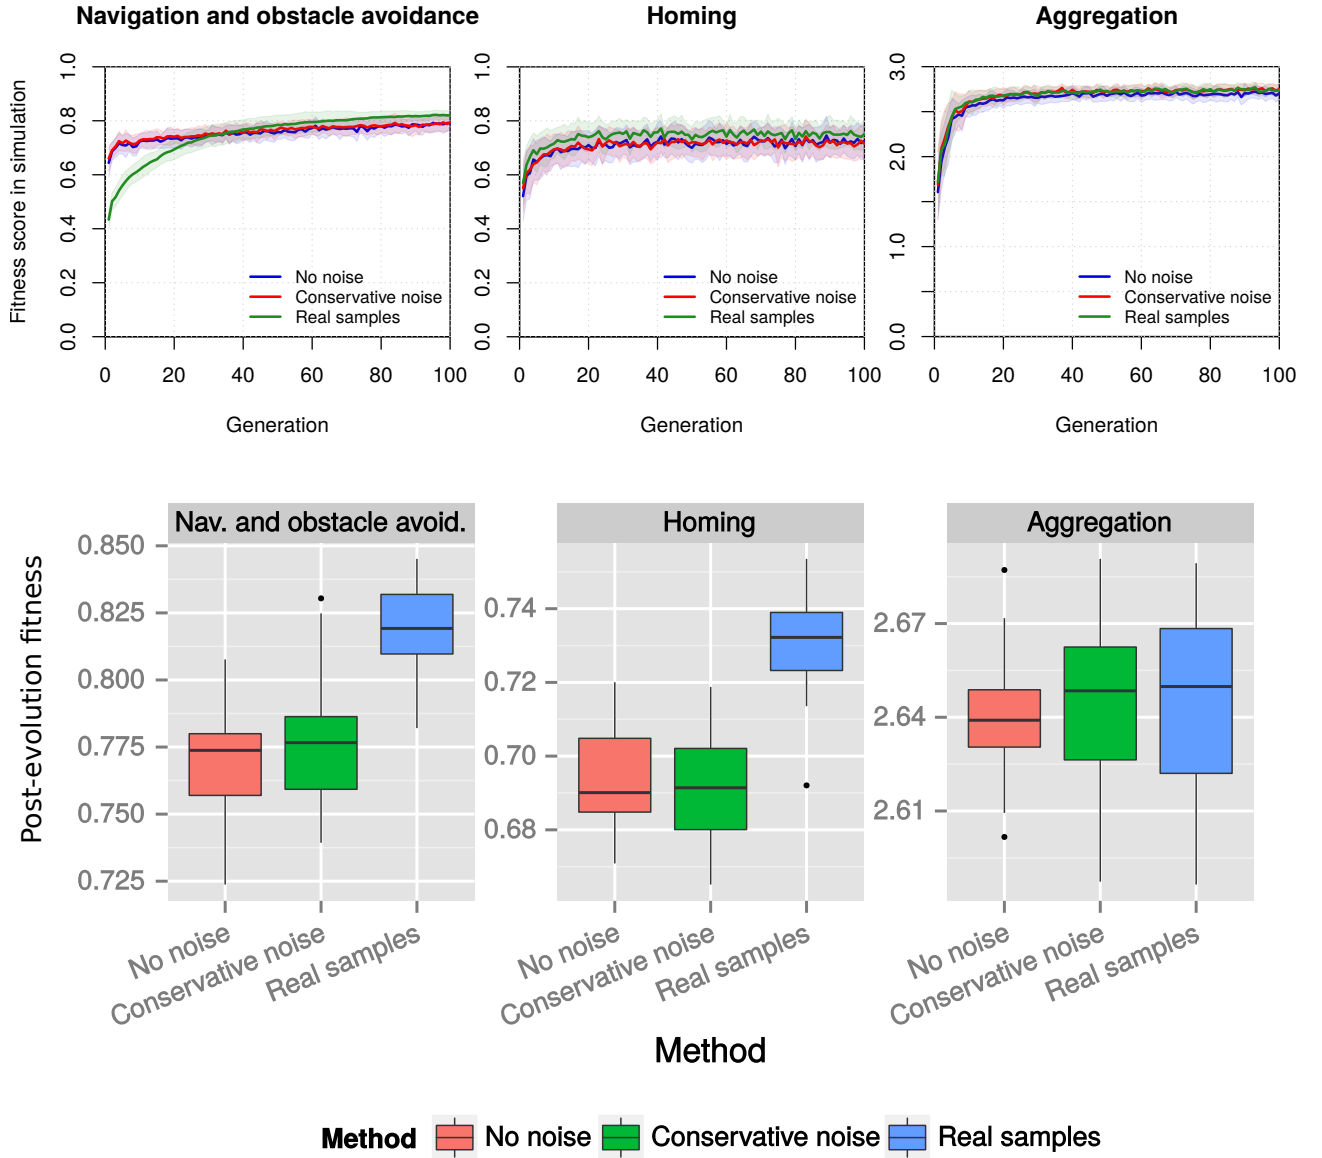 Navigation and obstacle avoidance
Homing
Aggregation
Fitness score in simulation
1.0
0.8
0.6
0.4
0.2
0.0
No noise
Conservative noise
Real samples
0 20 40 60 80 100
Generation
1.0
0.8
0.6
0.4
0.2
0.0
No noise
Conservative noise
Real samples
0 20 40 60 80 100
Generation
3.0
2.0
1.0
0.0
No noise
Conservative noise
Real samples
0 20 40 60 80 100
Generation
Post-evolution fitness
Nav. and obstacle avoid.
0.850
0.825
0.800
0.775
0.750
0.725
No noise
Conservative noise
Real samples
Homing
0.74
0.72
0.70
0.68
No noise
Conservative noise
Real samples
Aggregation
2.67
2.64
2.61
No noise
Conservative noise
Real samples
Method
Method No noise Conservative noise Real samples